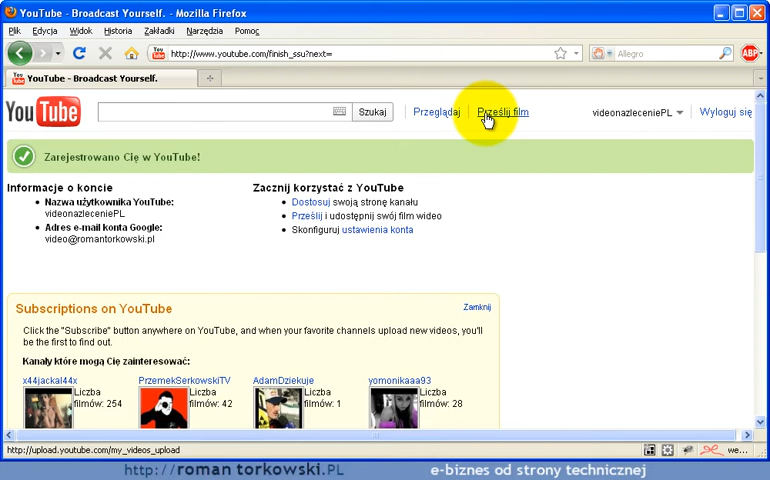 YouTube - Broadcast Yourself. - Mozilla Firefox
Plik Edycja Widok Historia Zakładki Narzędzia Pomoc
http://www.youtube.com/finish_ssu?next=
Allegro
ABP
YouTube - Broadcast Yourself.
YouTube
Szukaj
Przeglądaj
Prześlij film
videonazleceniePL
Wyloguj się
Zarejestrowano Cię w YouTube!
Informacje o koncie
Nazwa użytkownika YouTube:
videonazleceniePL
Adres e-mail konta Google:
video@romantorkowski.pl
Zacznij korzystać z YouTube
Dostosuj swoją stronę kanału
Prześlij i udostępnij swój film wideo
Skonfiguruj ustawienia konta
Subscriptions on YouTube
Zamknij
Click the "Subscribe" button anywhere on YouTube, and when your favorite channels upload new videos, you'll
be the first to find out.
Kanały które mogą Cię zainteresować:
x44jackal44x
Liczba
filmów: 254
PrzemekSerkowskiTV
Liczba
filmów: 42
AdamDziekuje
Liczba
filmów: 1
yomonikaaa93
Liczba
filmów: 28
http://upload.youtube.com/my_videos_upload
we...
http://roman torkowski.PL
e-biznes od strony technicznej